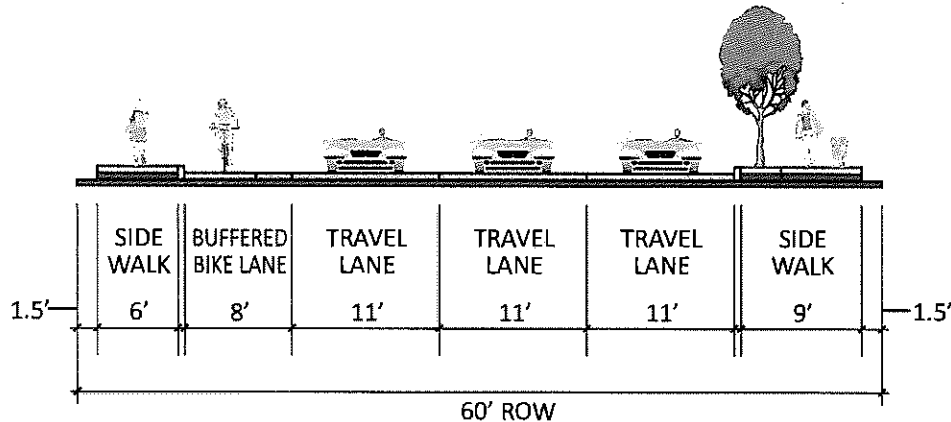 SIDE
WALK
6'
BUFFERED
BIKE LANE
8'
TRAVEL
LANE
11'
TRAVEL
LANE
11'
TRAVEL
LANE
11'
SIDE
WALK
9'
1.5'
1.5'
60' ROW